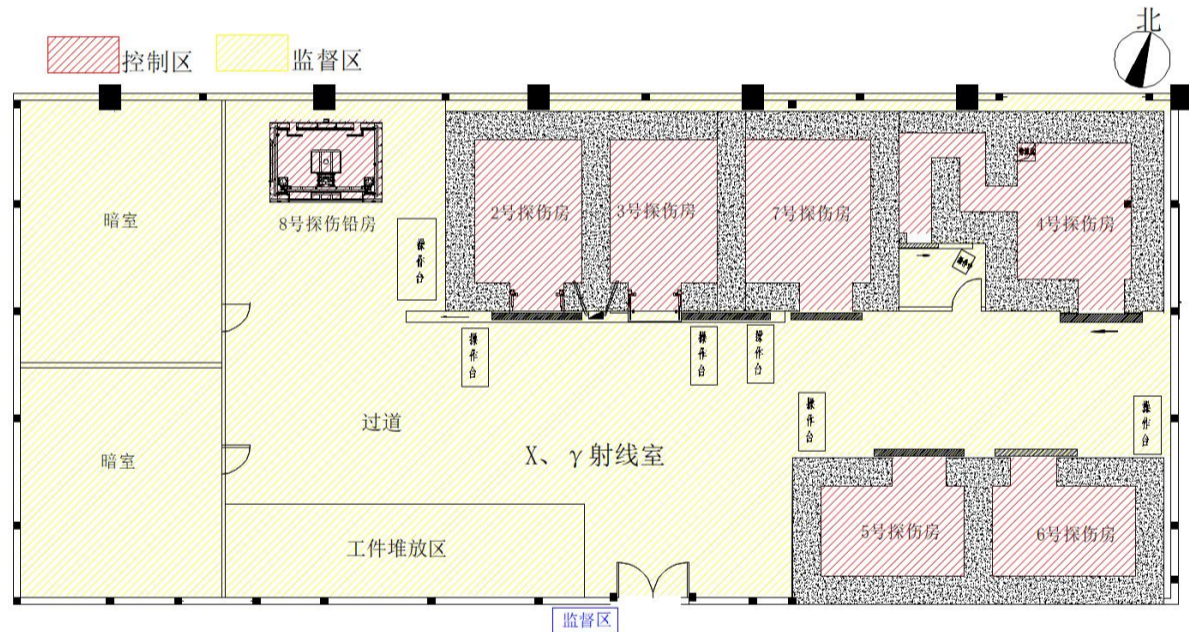 北
控制区
监督区
暗室
8号探伤铅房
操作台
2号探伤房
3号探伤房
7号探伤房
4号探伤房
操作台
操作台
操作台
操作台
操作台
操作台
过道
X、γ射线室
暗室
工件堆放区
5号探伤房
6号探伤房
监督区